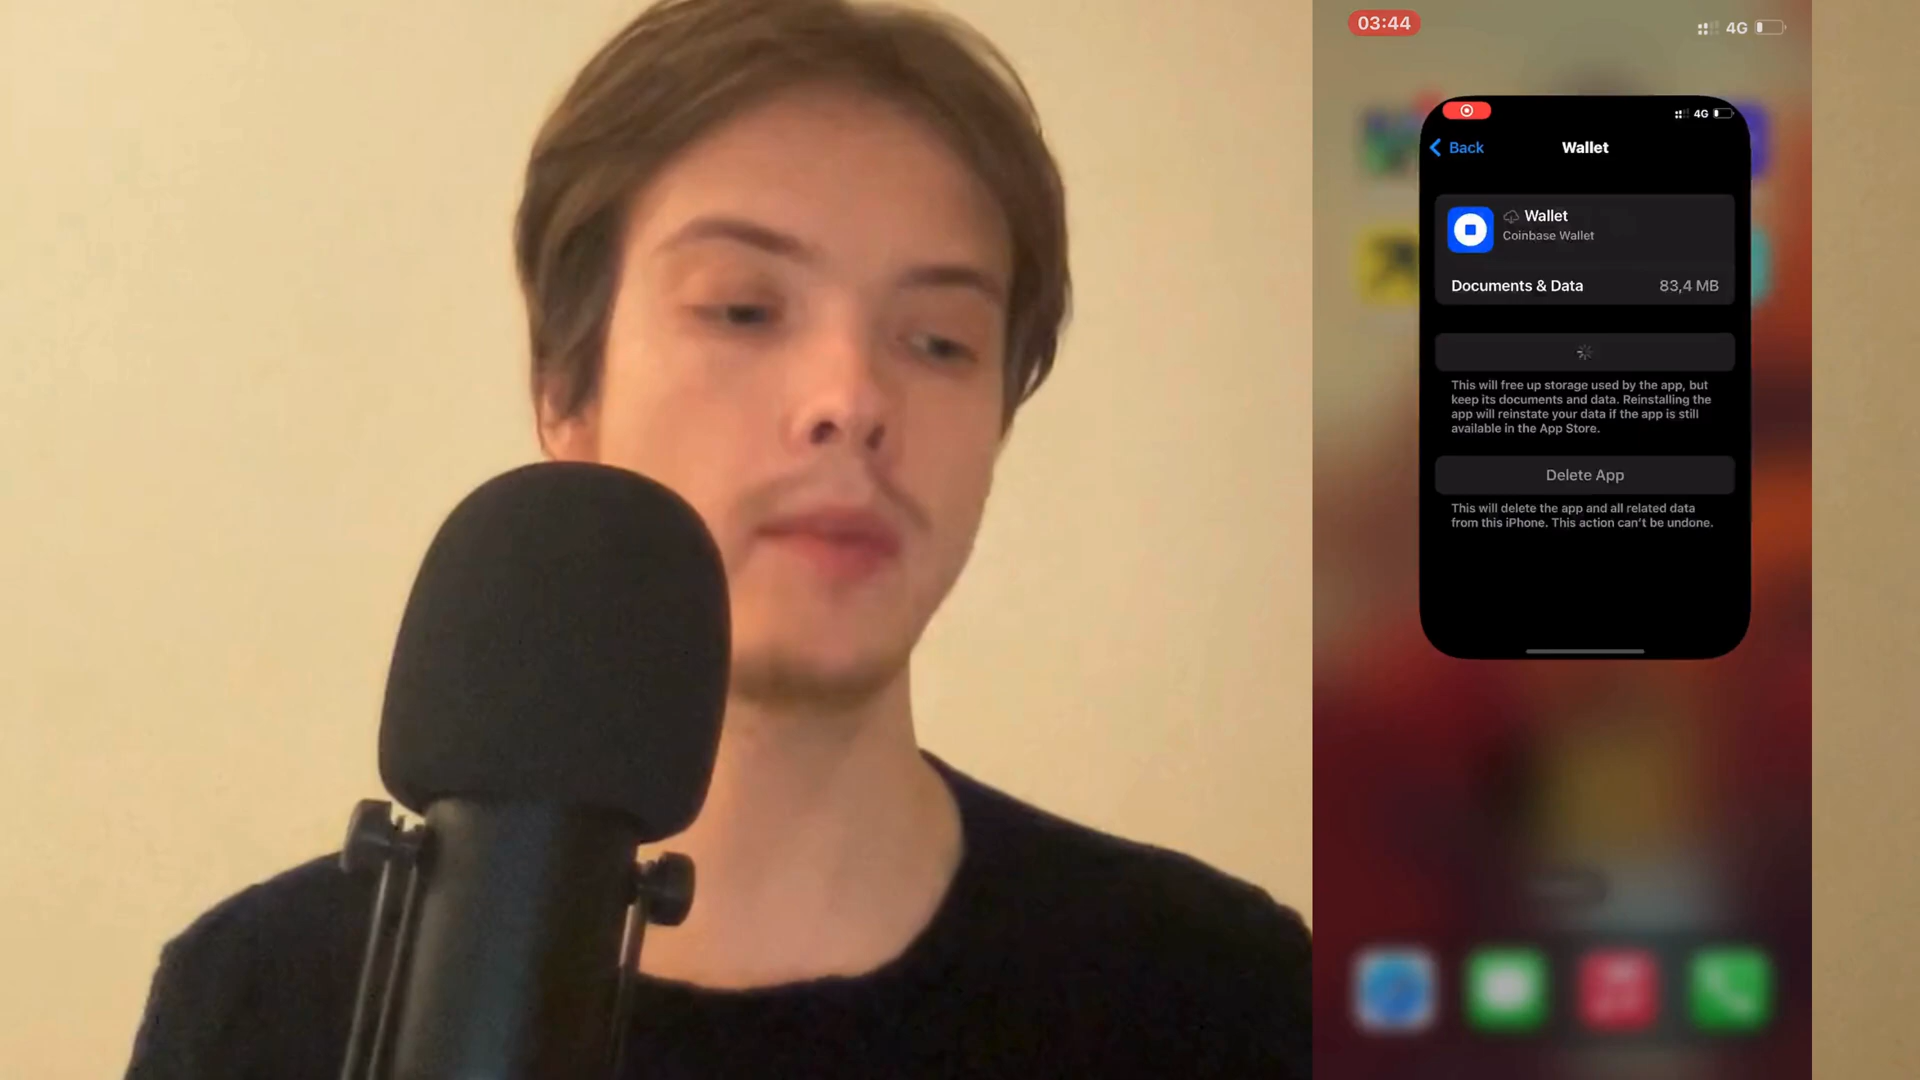 03:44
4G
4G
Back
Wallet
Wallet
Coinbase Wallet
Documents & Data
83,4 MB
This will free up storage used by the app, but
keep its documents and data. Reinstalling the
app will reinstate your data if the app is still
available in the App Store.
Delete App
This will delete the app and all related data
from this iPhone. This action can't be undone.